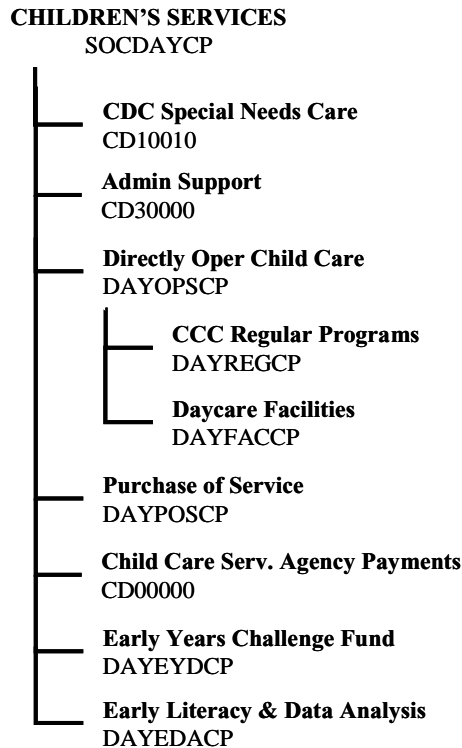 CHILDREN’S SERVICES
SOCDAYCP
CDC Special Needs Care
CD10010
Admin Support
CD30000
Directly Oper Child Care
DAYOPSCP
CCC Regular Programs
DAYREGCP
Daycare Facilities
DAYFACCP
Purchase of Service
DAYPOSCP
Child Care Serv. Agency Payments
CD00000
Early Years Challenge Fund
DAYEYDCP
Early Literacy & Data Analysis
DAYEDACP